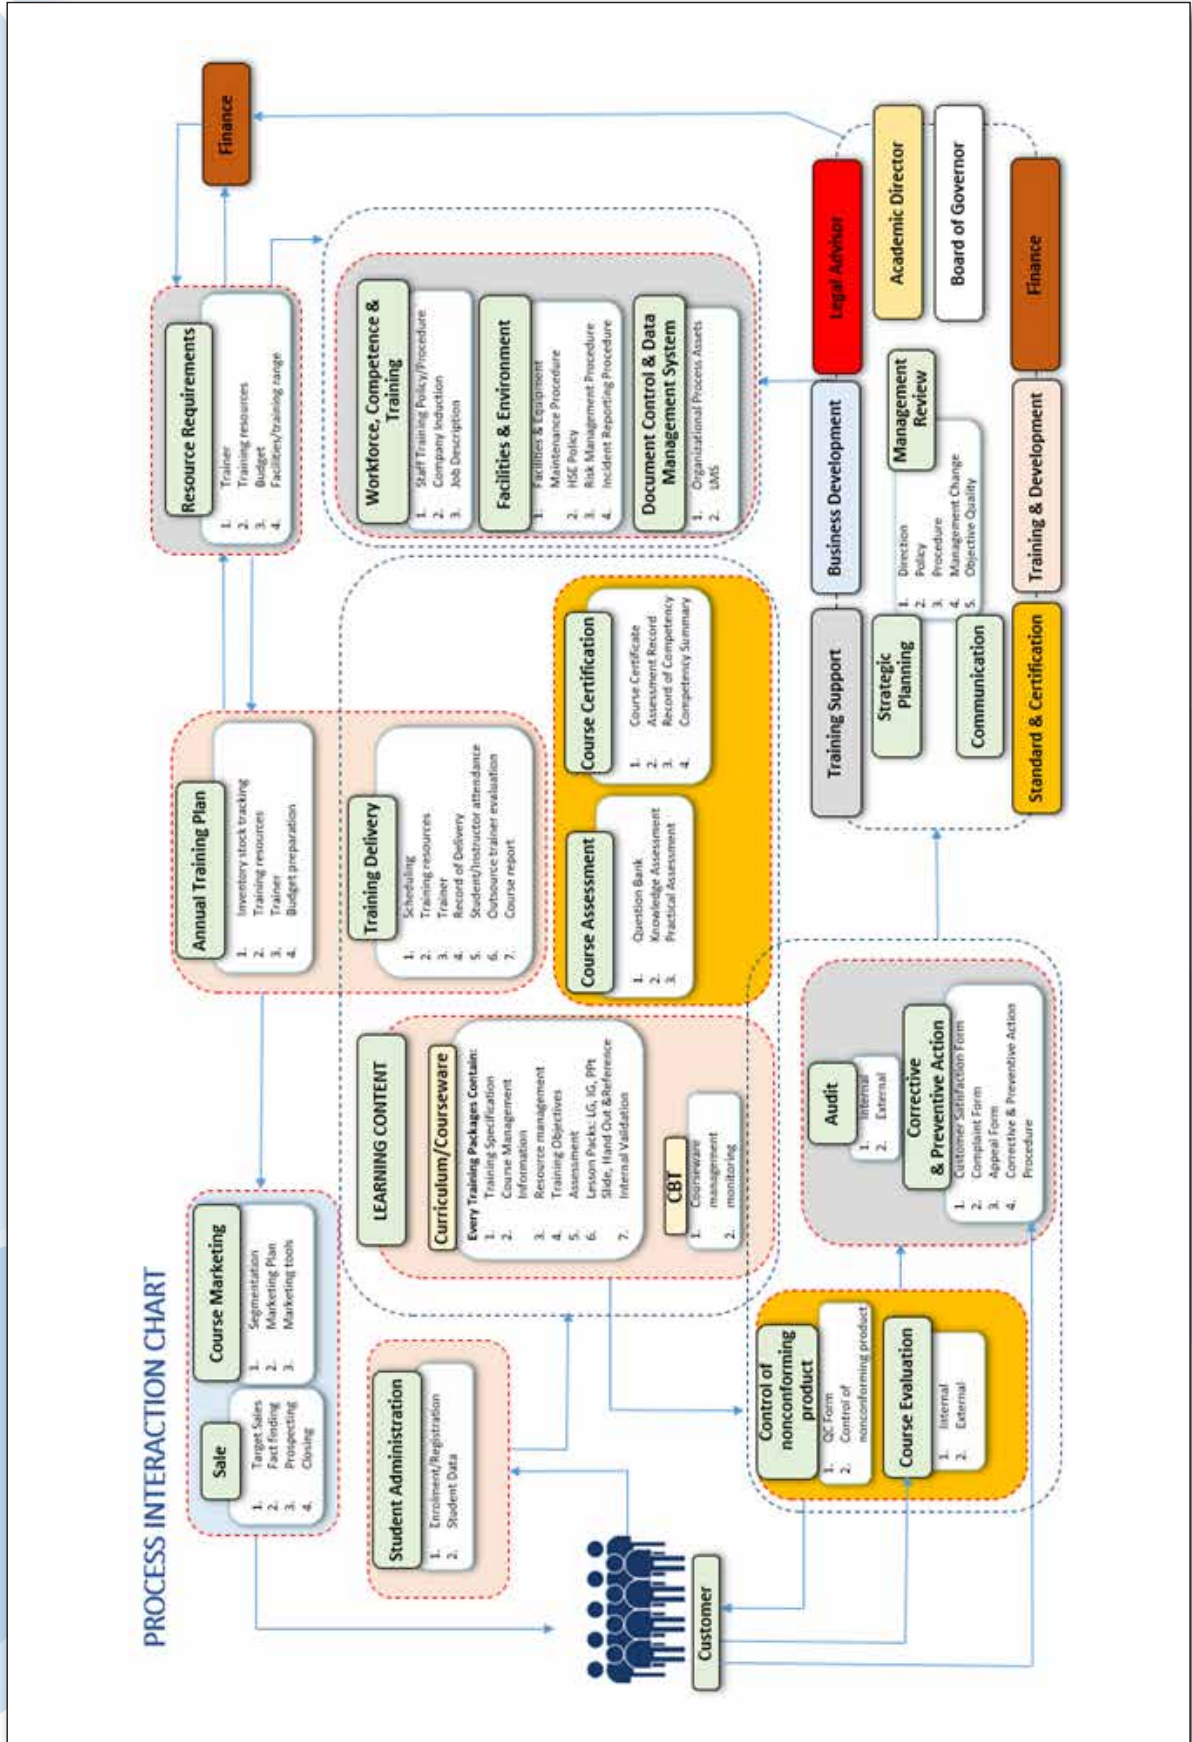 PROCESS INTERACTION CHART
Sale
1. Target Sales
2. Fact finding
3. Prospecting
4. Closing
Course Marketing
1. Segmentation
2. Marketing Plan
3. Marketing tools
Annual Training Plan
1. Inventory stock tracking
2. Training resources
3. Trainer
4. Budget preparation
Resource Requirements
1. Trainer
2. Training resources
3. Budget
4. Facilities/training range
Finance
Student Administration
1. Enrolment/Registration
2. Student Data
LEARNING CONTENT
Curriculum/Courseware
Every Training Packages Contain:
1. Training Specification
2. Course Management
Information
3. Resource management
4. Training Objectives
5. Assessment
6. Lesson Packs: LG, IG, PPt
Slide, Hand Out &Reference
7. Internal Validation
CBT
1. Courseware
management
2. monitoring
Training Delivery
1. Scheduling
2. Training resources
3. Trainer
4. Record of Delivery
5. Student/Instructor attendance
6. Outsource trainer evaluation
7. Course report
Course Assessment
1. Question Bank
2. Knowledge Assessment
3. Practical Assessment
Course Certification
1. Course Certificate
2. Assessment Record
3. Record of Competency
4. Competency Summary
Workforce, Competence &
Training
1. Staff Training Policy/Procedure
2. Company Induction
3. Job Description
Facilities & Environment
1. Facilities & Equipment
Maintenance Procedure
2. HSE Policy
3. Risk Management Procedure
4. Incident Reporting Procedure
Document Control & Data
Management System
1. Organizational Process Assets
2. LMS
Customer
Control of
nonconforming
product
1. QC Form
2. Control of
nonconforming product
Course Evaluation
1. Internal
2. External
Audit
1. Internal
2. External
Corrective
& Preventive Action
1. Customer Satisfaction Form
2. Complaint Form
3. Appeal Form
4. Corrective & Preventive Action
Procedure
Training Support
Business Development
Legal Advisor
Strategic
Planning
1. Direction
2. Policy
3. Procedure
4. Management Change
5. Objective Quality
Management
Review
Academic Director
Communication
Board of Governor
Standard & Certification
Training & Development
Finance